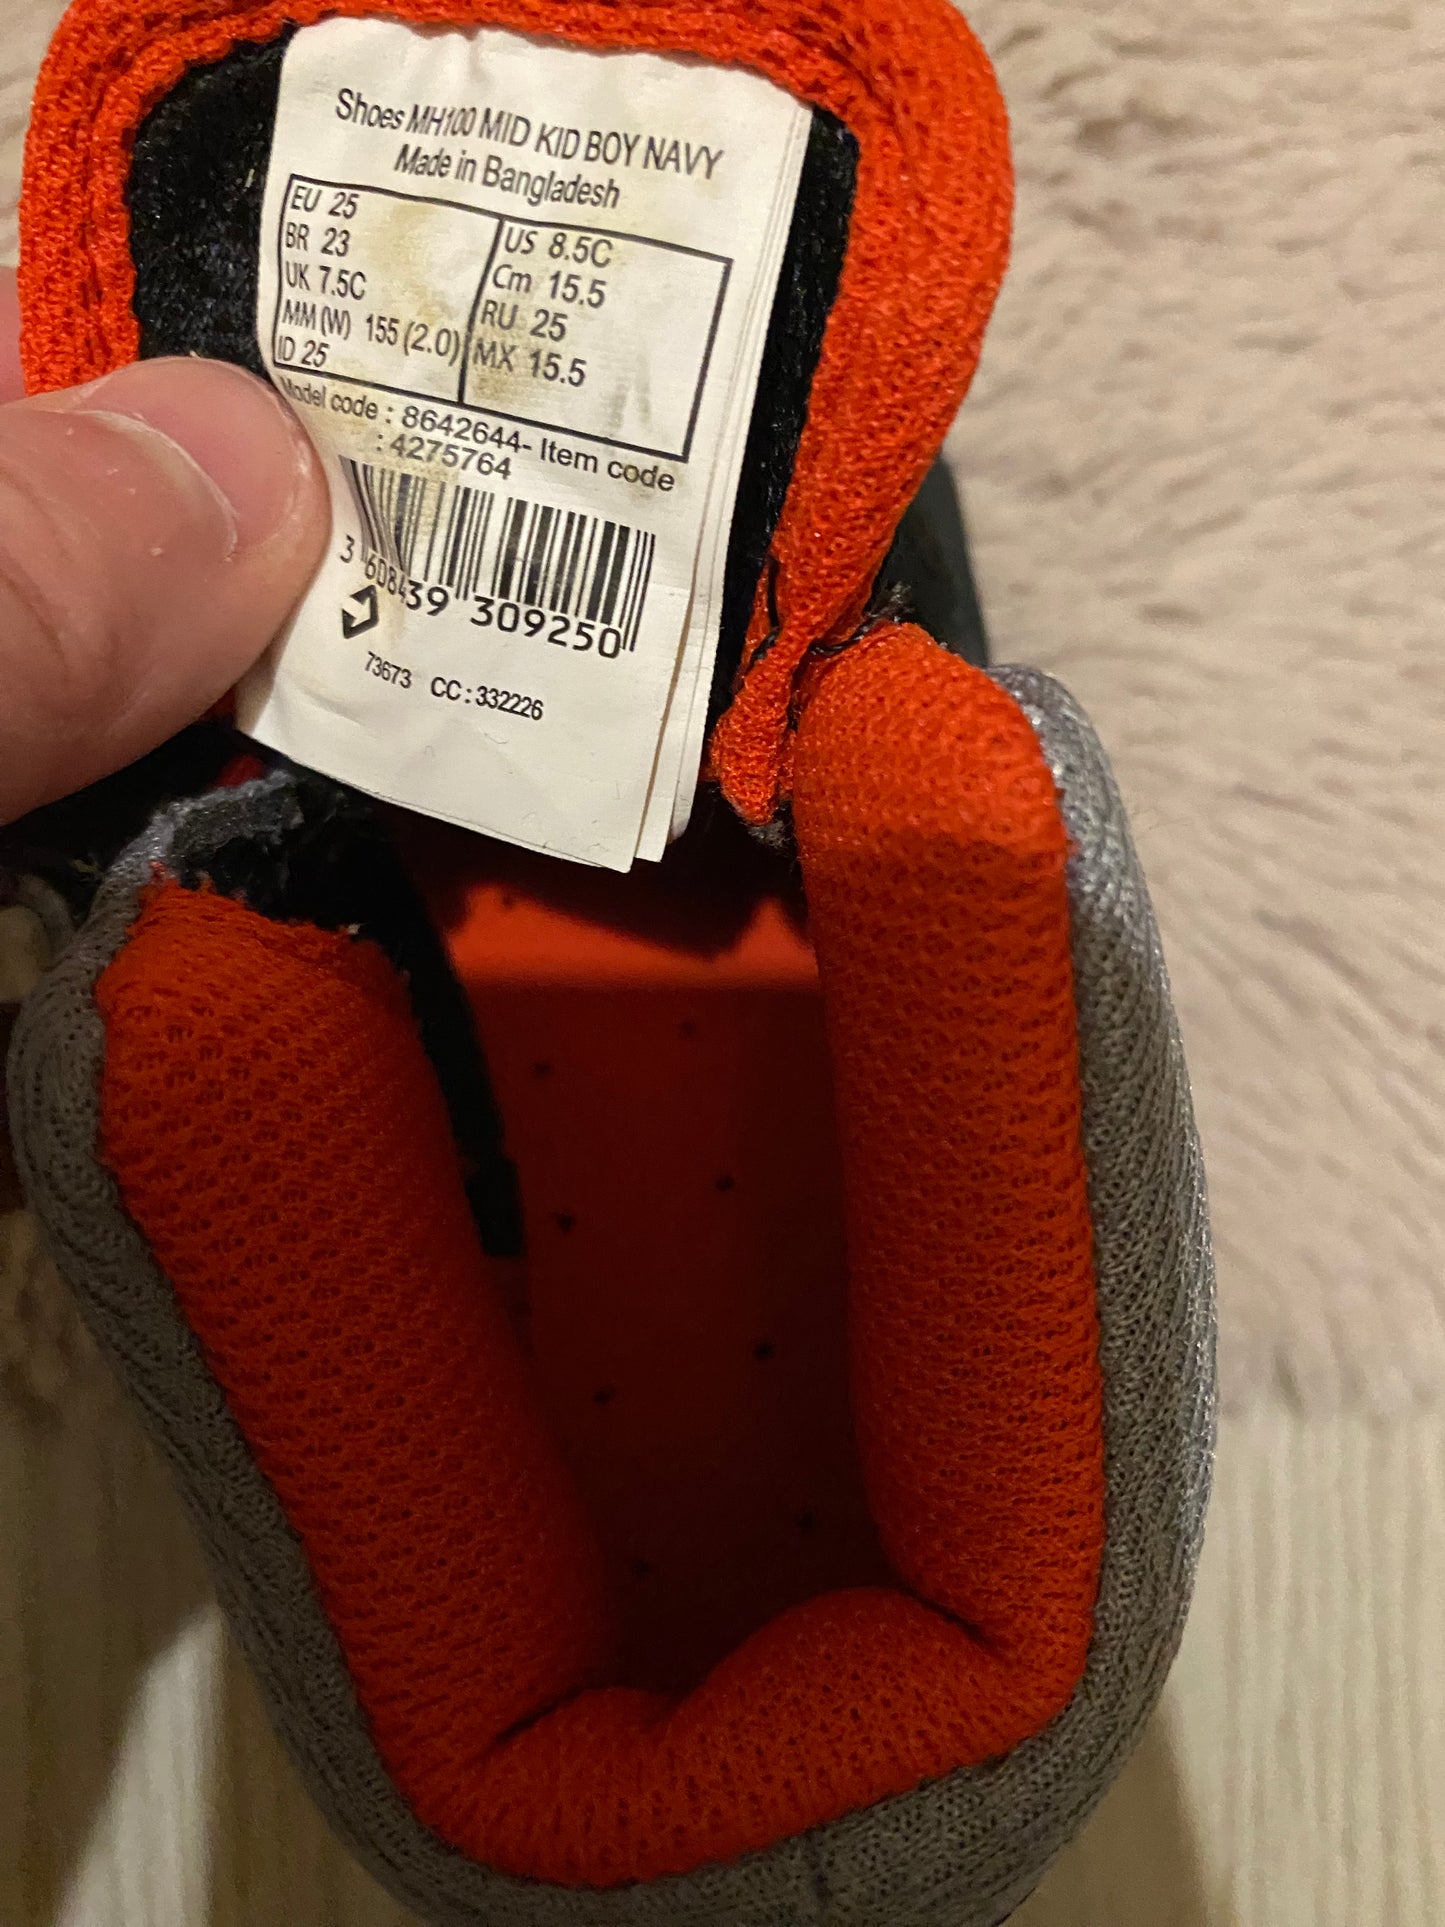 Shoes MH100 MID KID BOY NAVY
Made in Bangladesh
EU 25
BR 23
UK 7.5C
MM (W) 155 (2.0)
ID 25
US 8.5C
Cm 15.5
RU 25
MX 15.5
Model code : 8642644- Item code
: 4275764
3 608439 309250
73673 CC : 332226